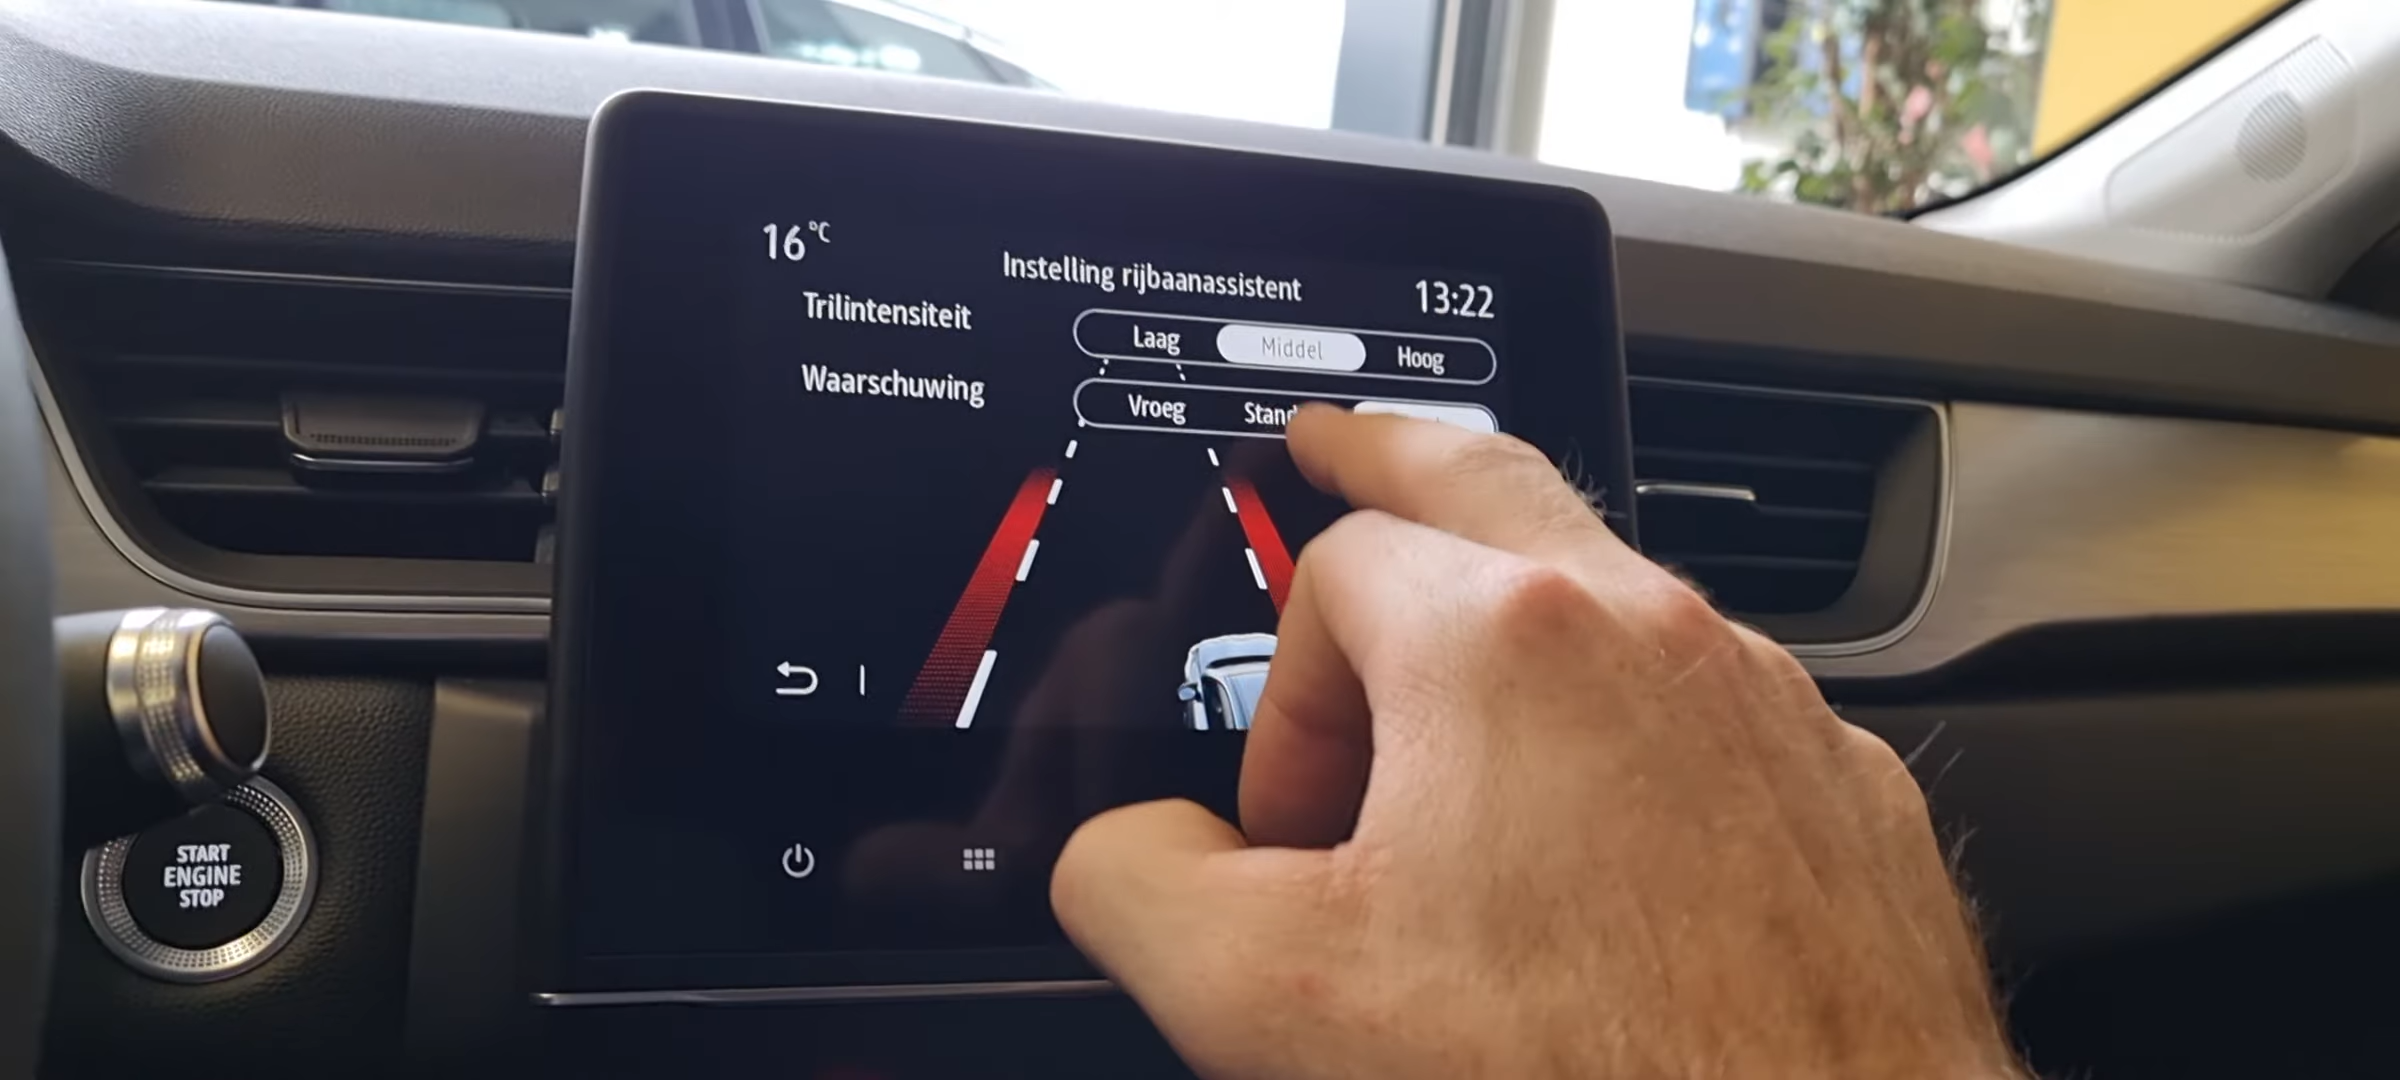 16°C
Instelling rijbaanassistent
13:22
Trilintensiteit
Laag Middel Hoog
Waarschuwing
Vroeg
START
ENGINE
STOP